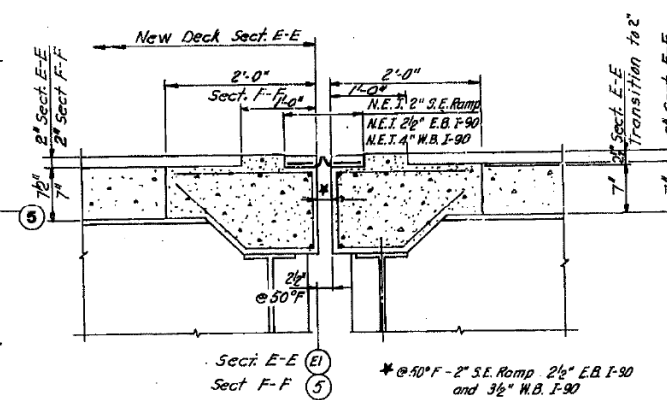 New Deck Sect. E-E
2'-0"
2'-0"
Sect. F-F
1'-0"
1'-0"
N.E.I. 2" S.E. Ramp
N.E.I. 2½" E.B. I-90
N.E.I. 4" W.B. I-90
2" Sect. E-E
2" Sect F-F
7½"
7"
5
2" Sect. E-E
Transition to 2"
7"
★
2½"
@ 50°F
Sect. E-E E1
Sect F-F 5
★ @ 50°F - 2" S.E. Ramp 2½" E.B. I-90
and 3½" W.B. I-90